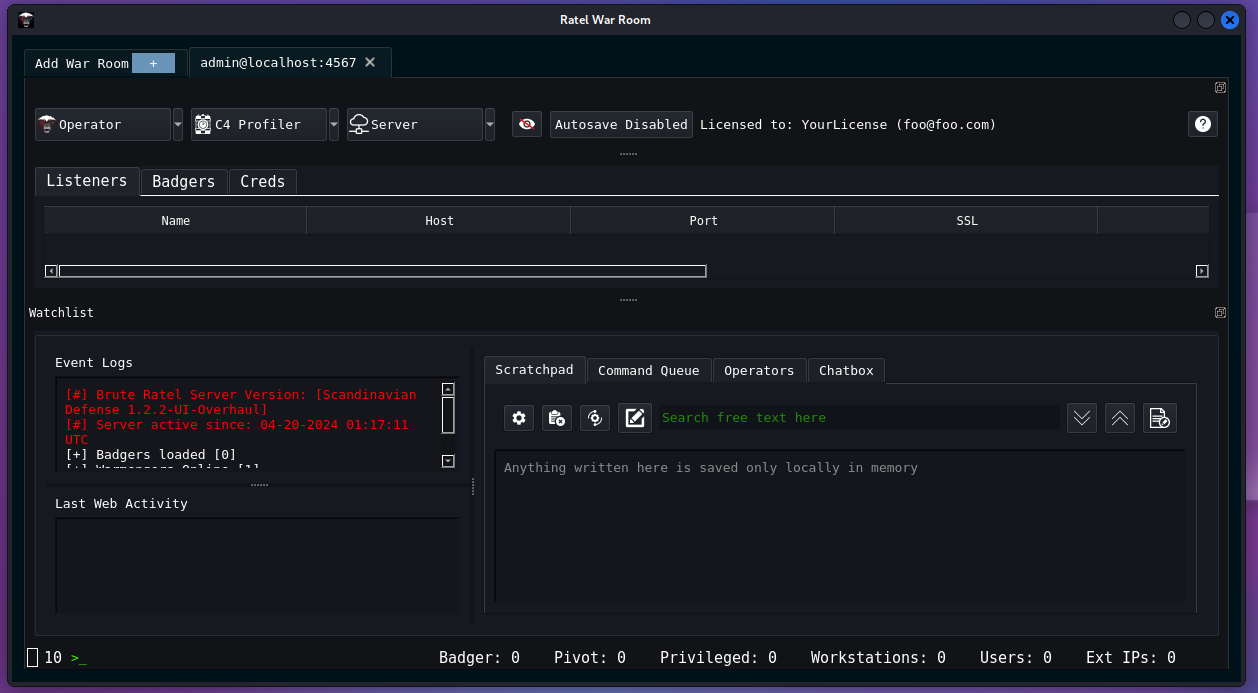 Ratel War Room
Add War Room +
admin@localhost:4567
Operator
C4 Profiler
Server
Autosave Disabled
Licensed to: YourLicense (foo@foo.com)
Listeners
Badgers
Creds
Name
Host
Port
SSL
Watchlist
Event Logs
[#] Brute Ratel Server Version: [Scandinavian
Defense 1.2.2-UI-Overhaul]
[#] Server active since: 04-20-2024 01:17:11
UTC
[+] Badgers loaded [0]
[+] Warmongers Online [1]
Last Web Activity
Scratchpad
Command Queue
Operators
Chatbox
Search free text here
Anything written here is saved only locally in memory
10 >_
Badger: 0
Pivot: 0
Privileged: 0
Workstations: 0
Users: 0
Ext IPs: 0